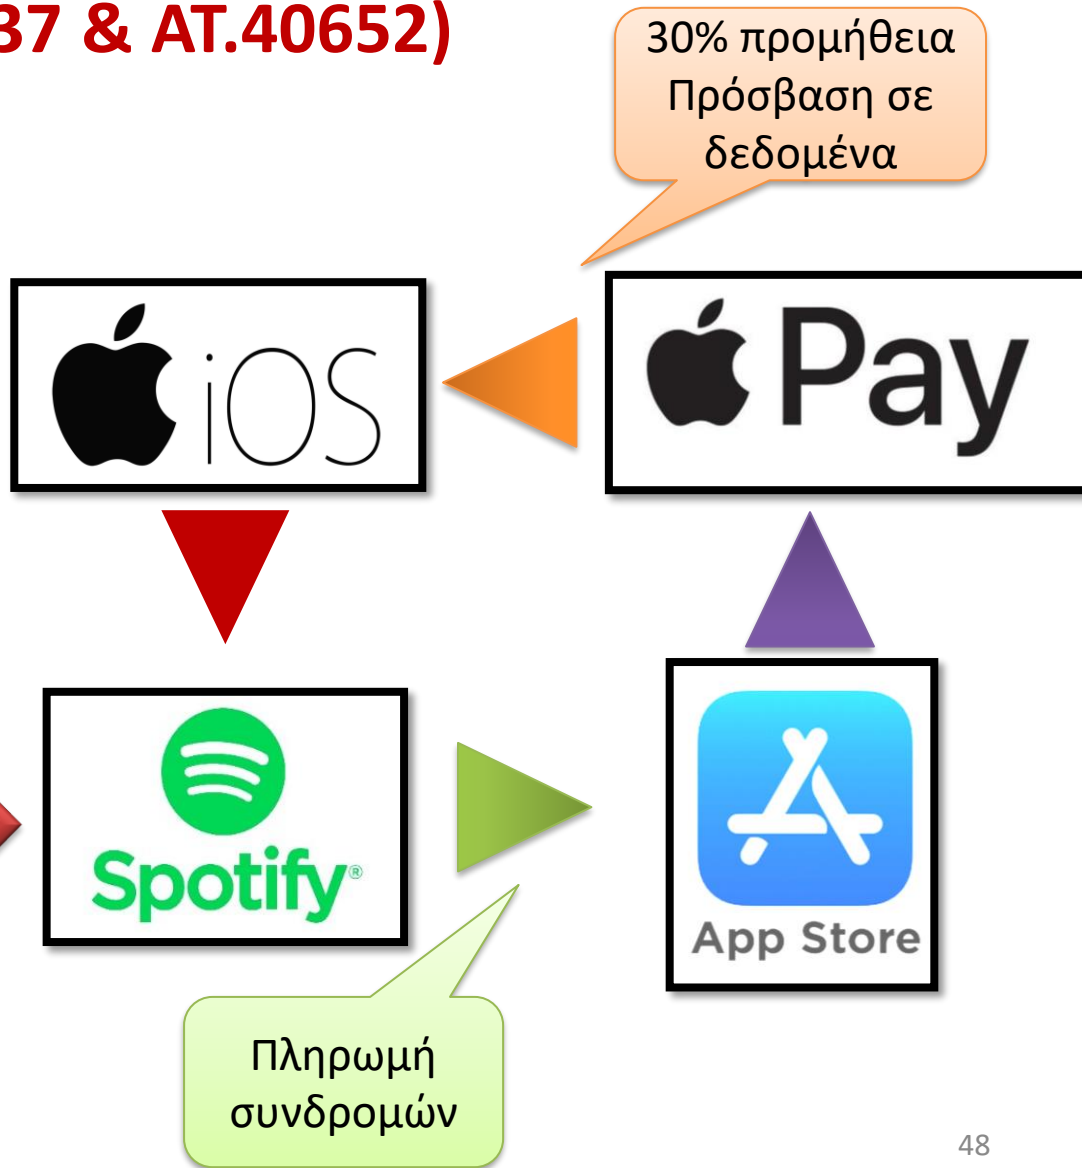 37 & AT.40652)
30% προμήθεια
Πρόσβαση σε
δεδομένα
iOS
Pay
Spotify®
App Store
Πληρωμή
συνδρομών
48